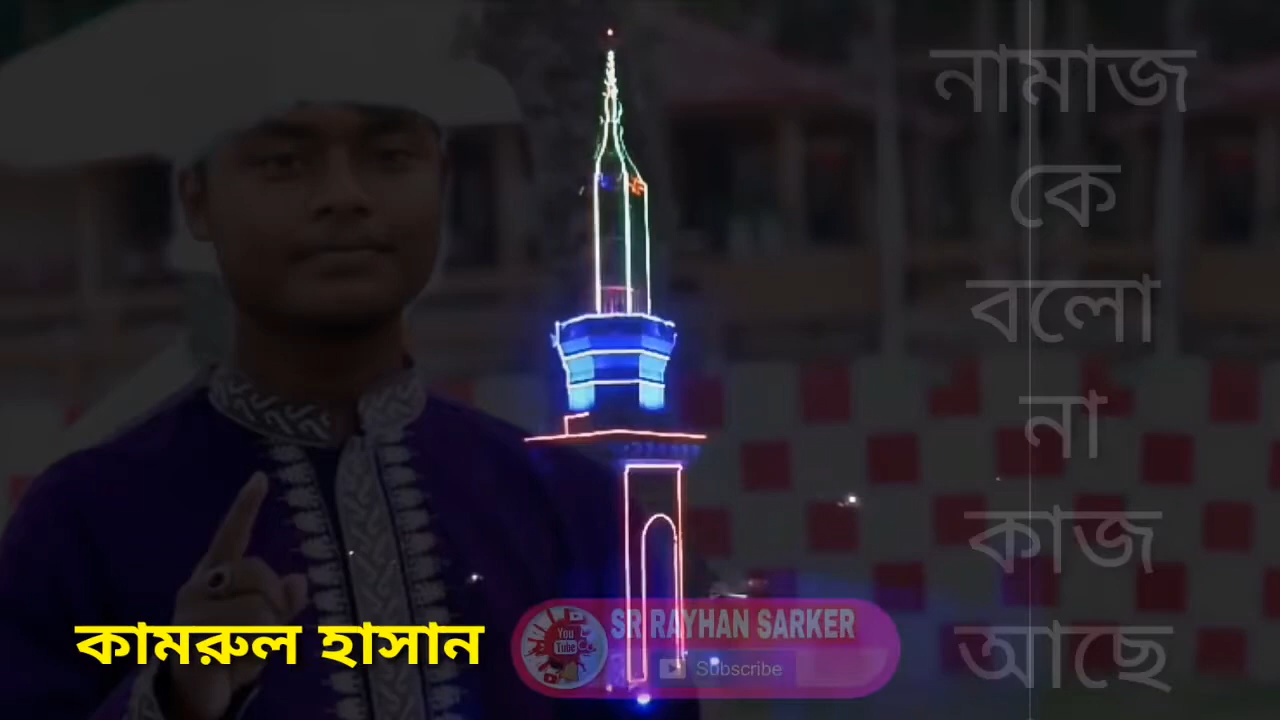 নামাজ
কে
বলো
না
কাজ
আছে
কামরুল হাসান
You
Tube
SR RAYHAN SARKER
Subscribe